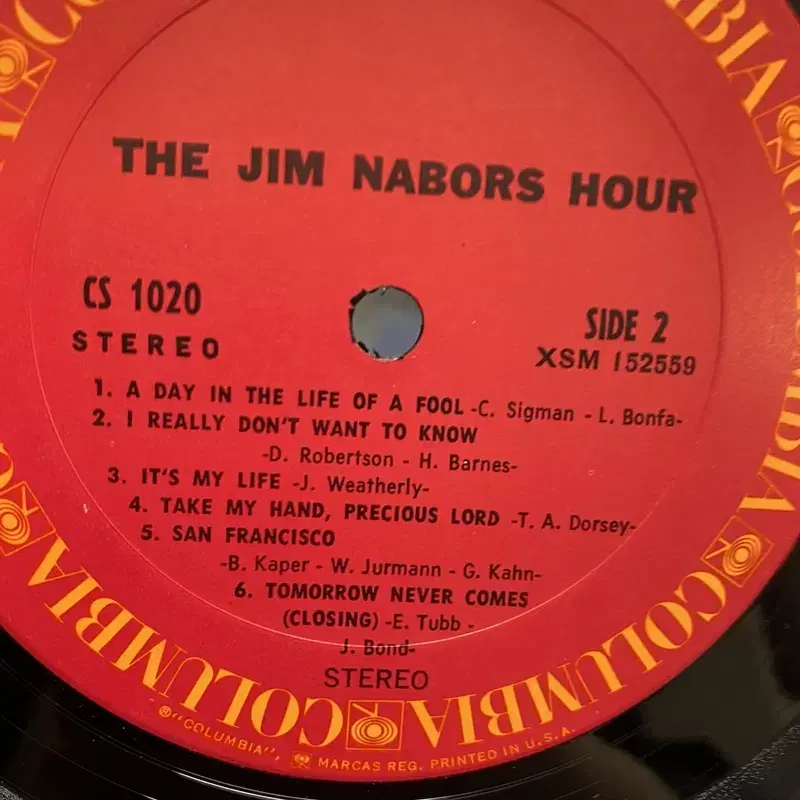 THE JIM NABORS HOUR
CS 1020
STEREO
SIDE 2
XSM 152559
1. A DAY IN THE LIFE OF A FOOL -C. Sigman - L. Bonfa-
2. I REALLY DON'T WANT TO KNOW
-D. Robertson - H. Barnes-
3. IT'S MY LIFE -J. Weatherly-
4. TAKE MY HAND, PRECIOUS LORD -T. A. Dorsey-
5. SAN FRANCISCO
-B. Kaper - W. Jurmann - G. Kahn-
6. TOMORROW NEVER COMES
(CLOSING) -E. Tubb -
J. Bond-
STEREO
COLUMBIA COLUMBIA COLUMBIA COLUMBIA
℗"COLUMBIA", MARCAS REG. PRINTED IN U.S.A.